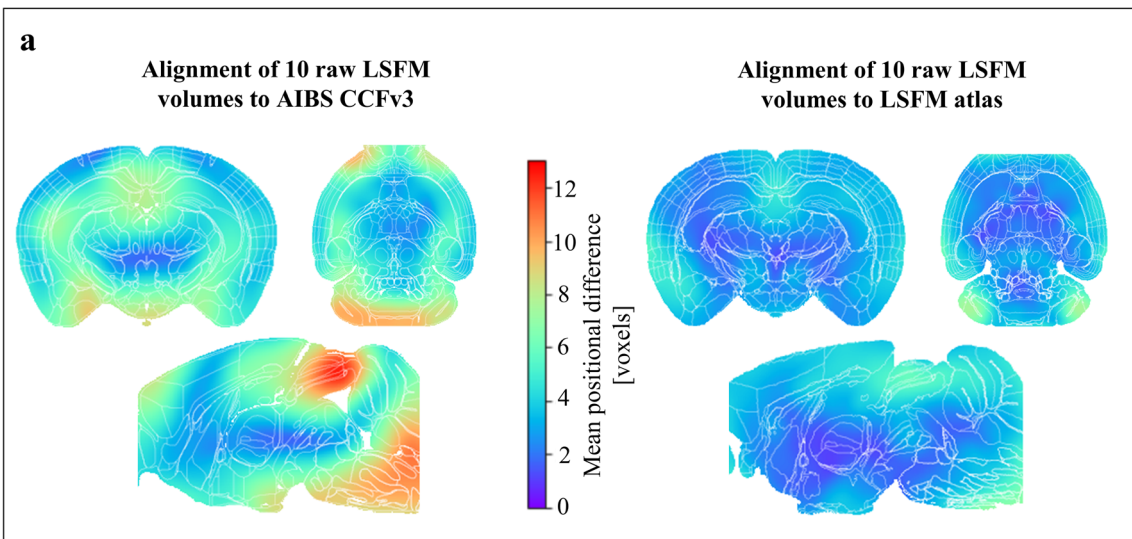 a
Alignment of 10 raw LSFM
volumes to AIBS CCFv3
Alignment of 10 raw LSFM
volumes to LSFM atlas
12
10
8
6
4
2
0
Mean positional difference
[voxels]